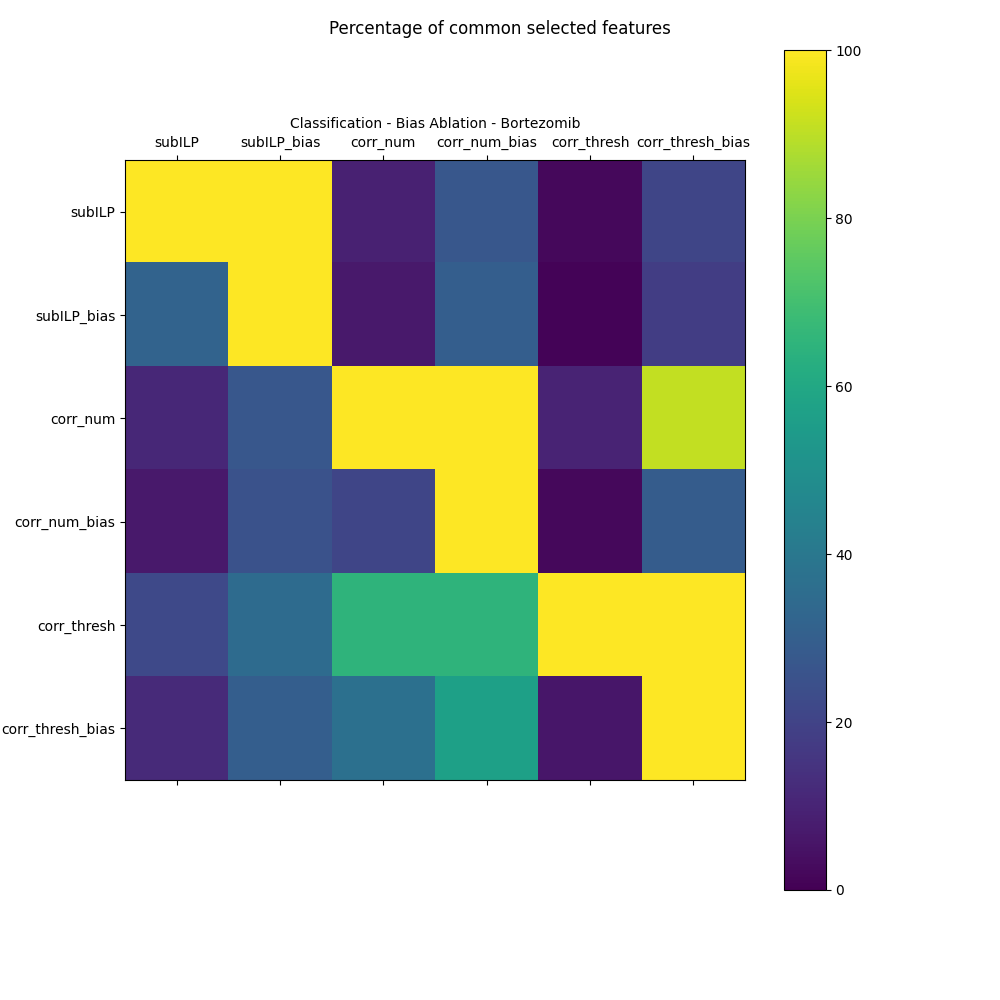 Percentage of common selected features
Classification - Bias Ablation - Bortezomib
subILP subILP_bias corr_num corr_num_bias corr_thresh corr_thresh_bias
subILP
subILP_bias
corr_num
corr_num_bias
corr_thresh
corr_thresh_bias
100
80
60
40
20
0